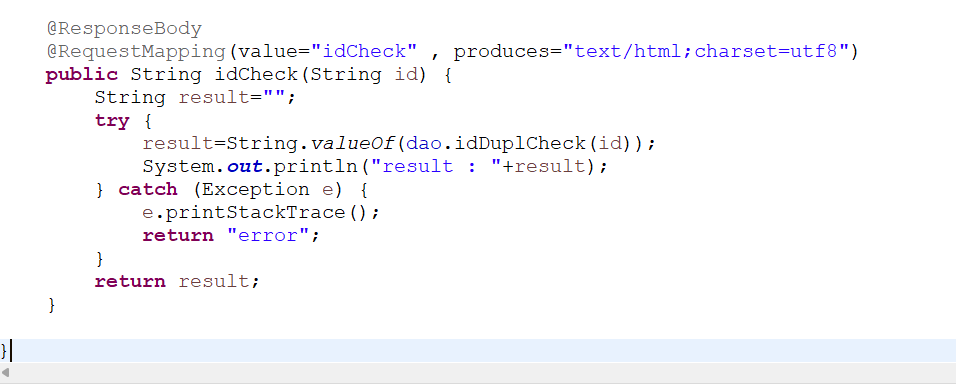 @ResponseBody
@RequestMapping(value="idCheck" , produces="text/html;charset=utf8")
public String idCheck(String id) {
String result="";
try {
result=String.valueOf(dao.idDuplCheck(id));
System.out.println("result : "+result);
} catch (Exception e) {
e.printStackTrace();
return "error";
}
return result;
}
}